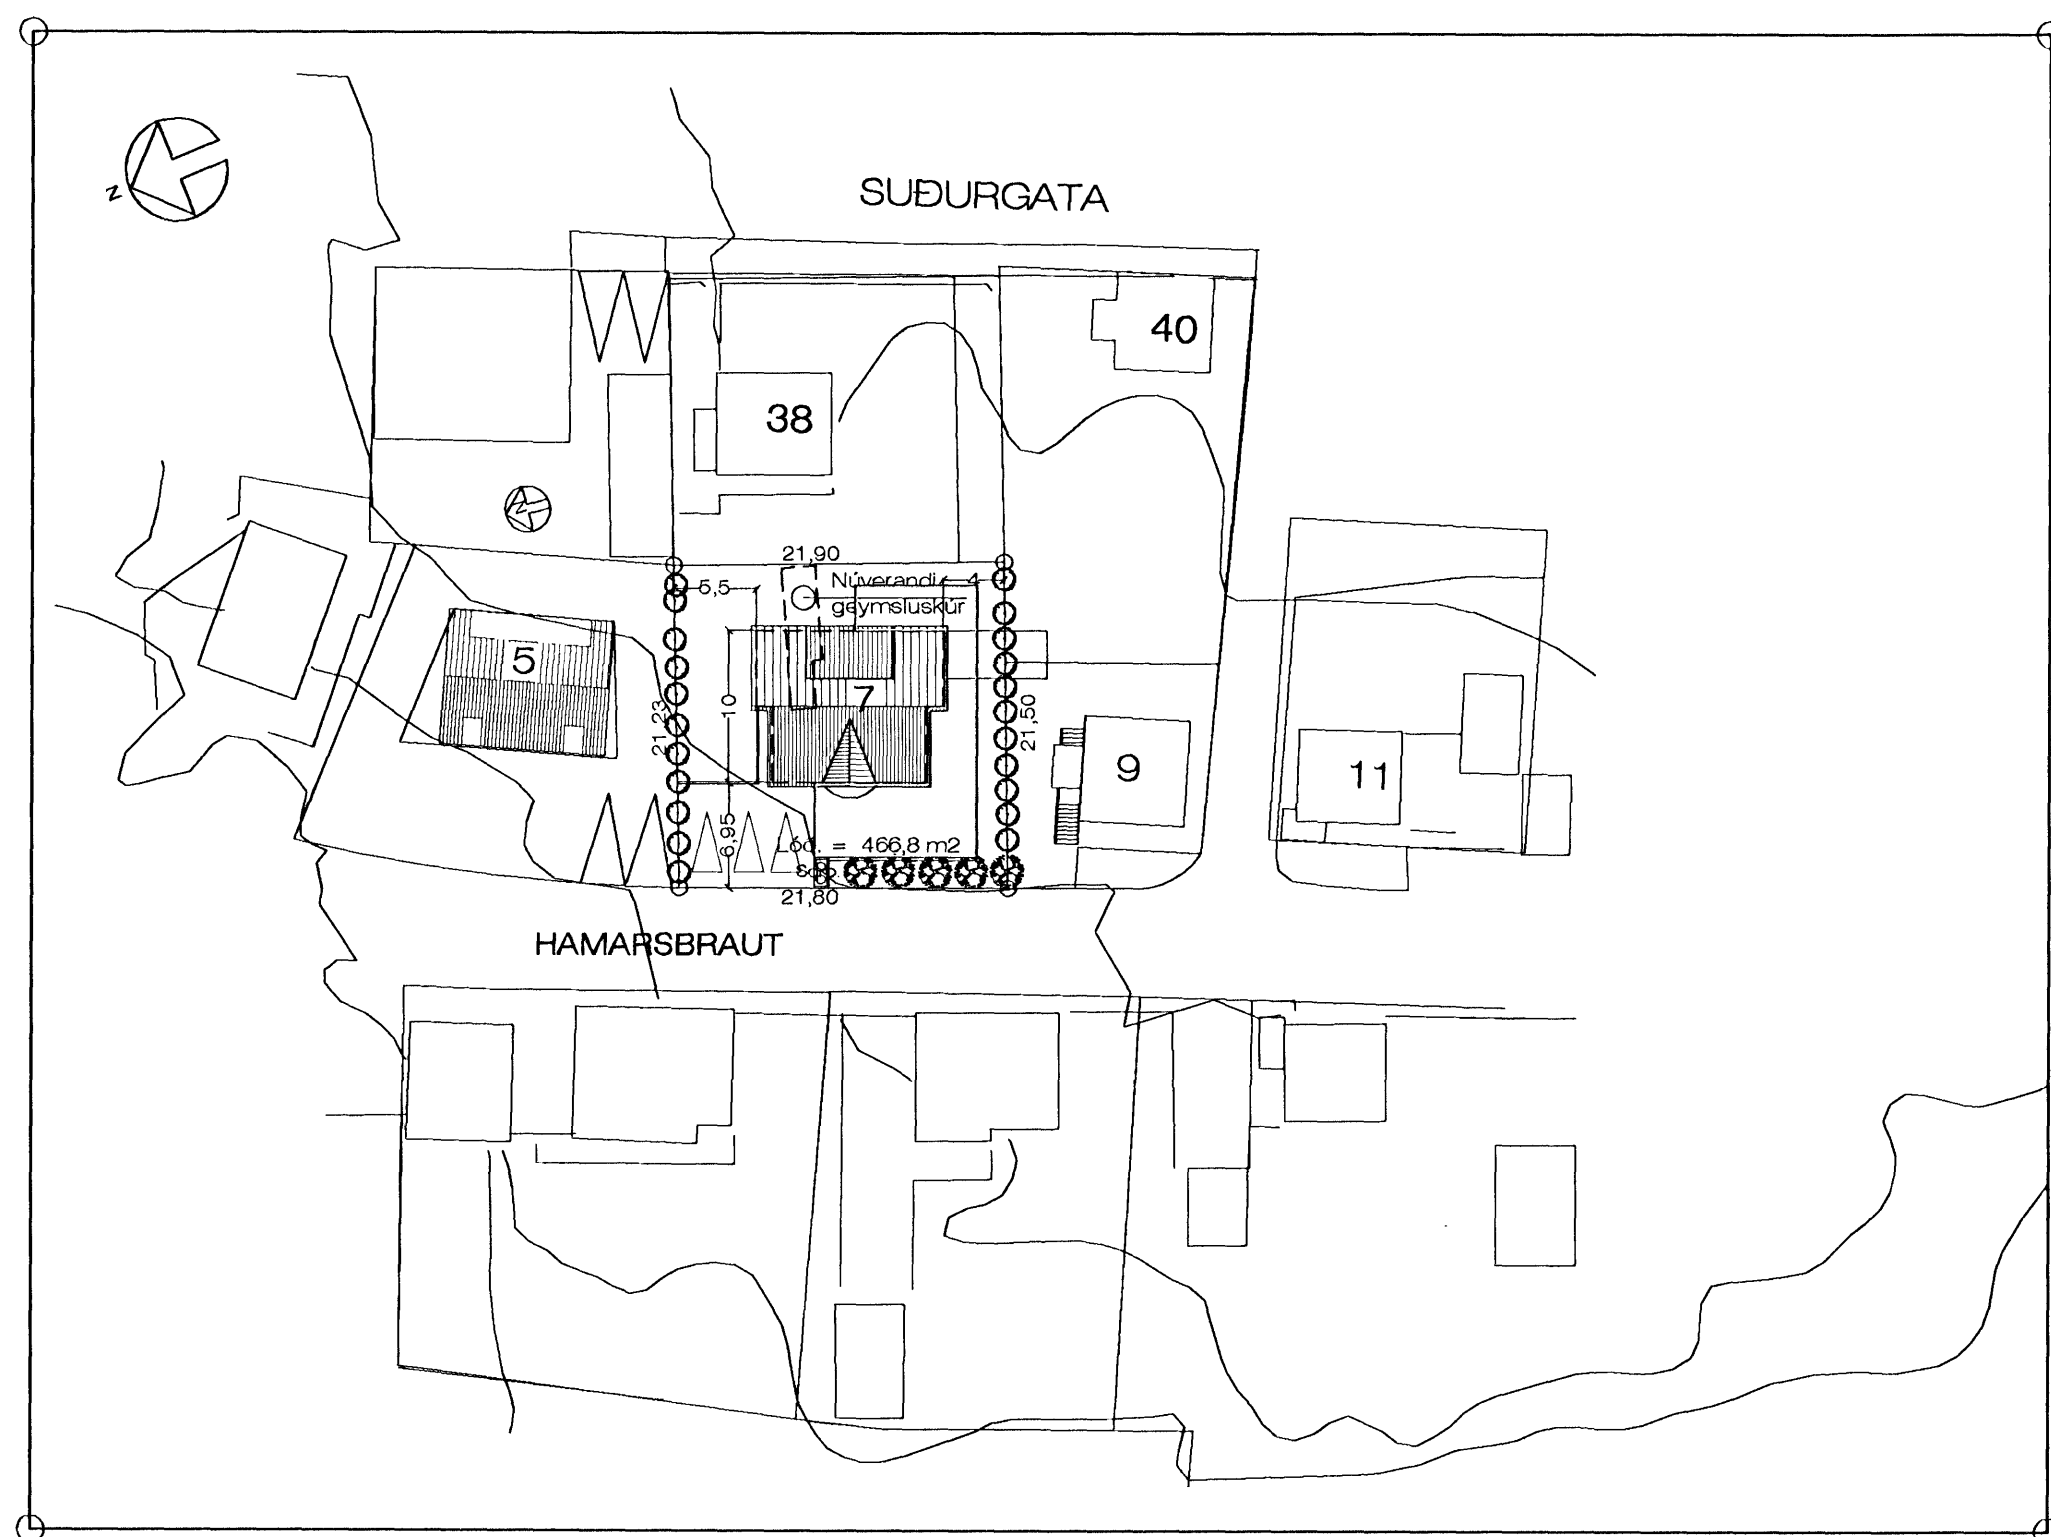 N
SUÐURGATA
40
38
N
21,90
5,5
Núverandi
4
geymsluskúr
5
7
10
21,23
21,50
9
11
6,95
Lóð. = 466,8 m2
21,80
HAMARSBRAUT